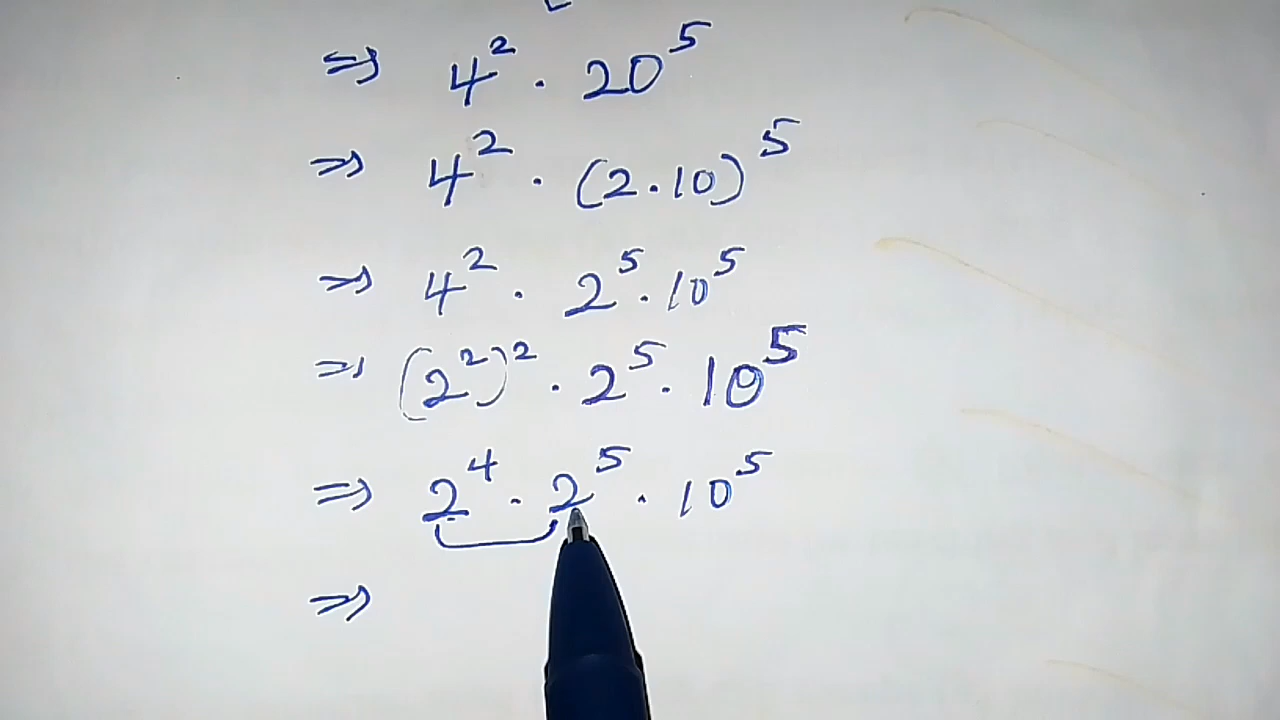 ⇒ 4² · 20⁵
⇒ 4² · (2·10)⁵
⇒ 4² · 2⁵ · 10⁵
⇒ (2²)² · 2⁵ · 10⁵
⇒ 2⁴ · 2⁵ · 10⁵
⇒